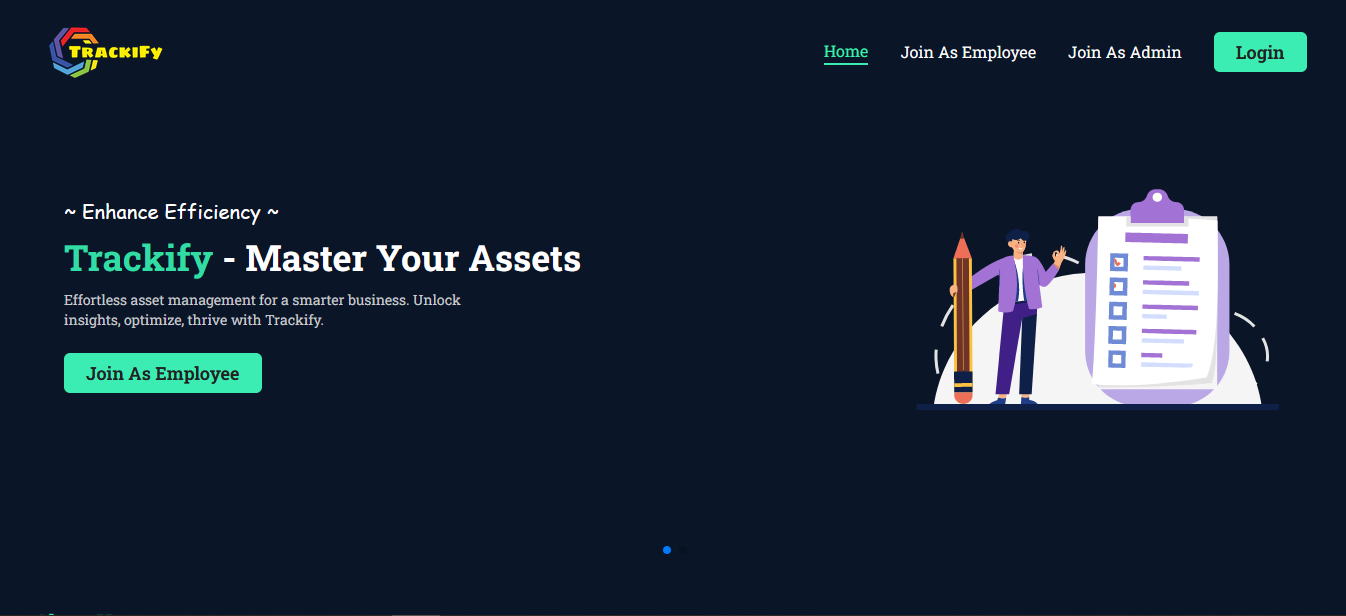 TRACKIFY
Home
Join As Employee
Join As Admin
Login
~ Enhance Efficiency ~
Trackify - Master Your Assets
Effortless asset management for a smarter business. Unlock
insights, optimize, thrive with Trackify.
Join As Employee